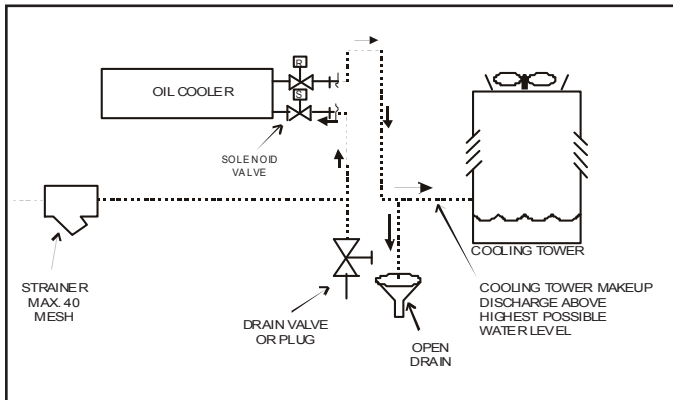 R
OIL COOLER
S
SOLENOID
VALVE
COOLING TOWER
STRAINER
MAX. 40
MESH
DRAIN VALVE
OR PLUG
OPEN
DRAIN
COOLING TOWER MAKEUP
DISCHARGE ABOVE
HIGHEST POSSIBLE
WATER LEVEL